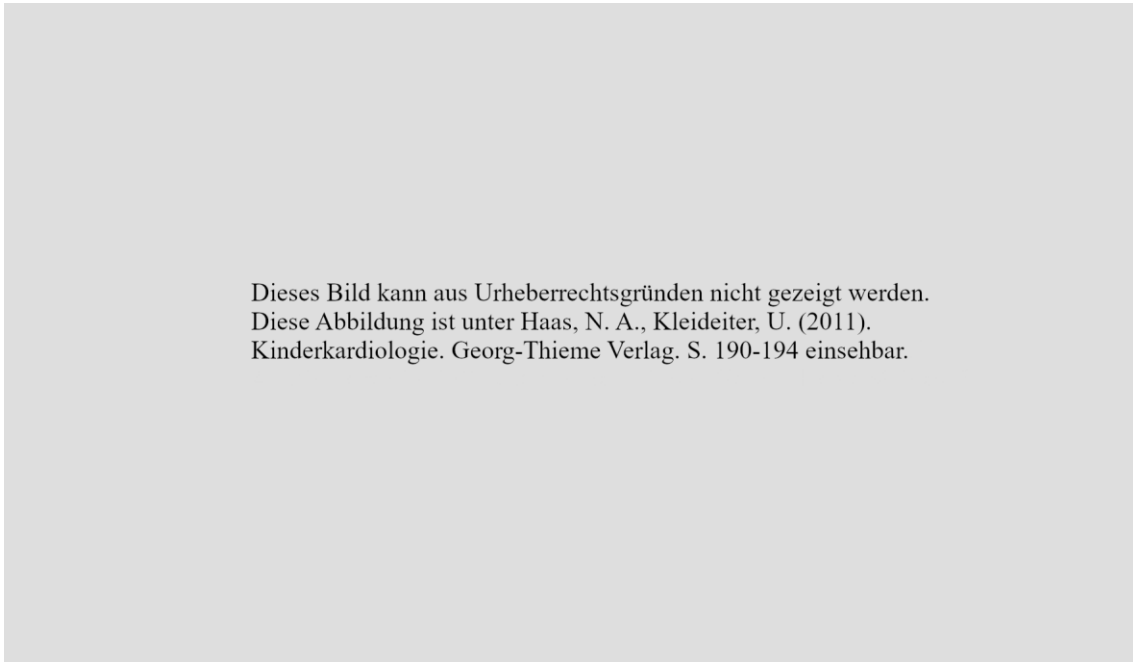 Dieses Bild kann aus Urheberrechtsgründen nicht gezeigt werden.
Diese Abbildung ist unter Haas, N. A., Kleideiter, U. (2011).
Kinderkardiologie. Georg-Thieme Verlag. S. 190-194 einsehbar.